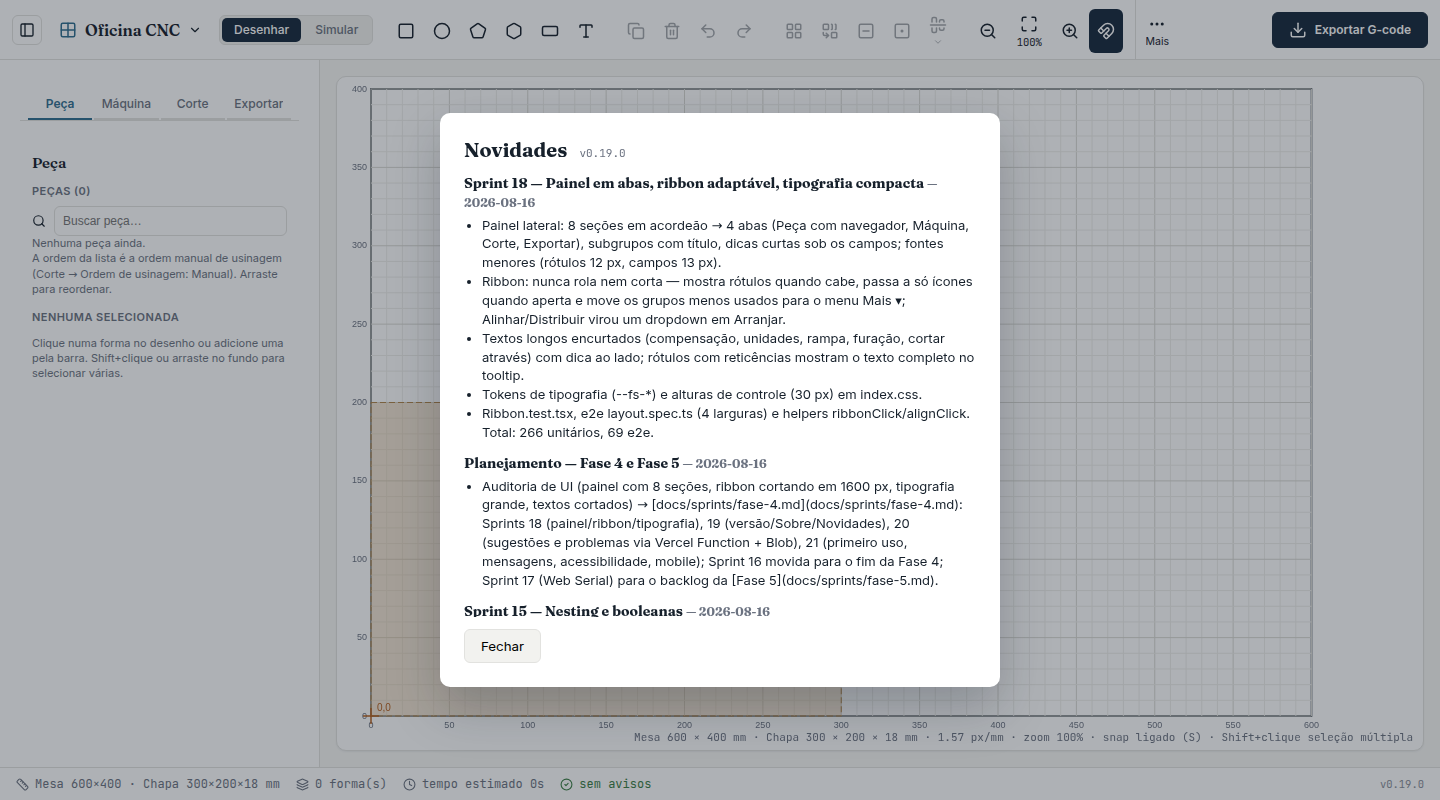 Oficina CNC
Desenhar
Simular
100%
Mais
Exportar G-code
Peça
Máquina
Corte
Exportar
Peça
PEÇAS (0)
Buscar peça…
Nenhuma peça ainda.
A ordem da lista é a ordem manual de usinagem
(Corte → Ordem de usinagem: Manual). Arraste
para reordenar.
NENHUMA SELECIONADA
Clique numa forma no desenho ou adicione uma
pela barra. Shift+clique ou arraste no fundo para
selecionar várias.
400
350
300
250
200
150
100
50
0
0,0
0
50
100
150
200
250
300
350
400
450
500
550
600
Mesa 600 × 400 mm · Chapa 300 × 200 × 18 mm · 1.57 px/mm · zoom 100% · snap ligado (S) · Shift+clique seleção múltipla
Novidades v0.19.0
Sprint 18 — Painel em abas, ribbon adaptável, tipografia compacta —
2026-08-16
• Painel lateral: 8 seções em acordeão → 4 abas (Peça com navegador, Máquina,
Corte, Exportar), subgrupos com título, dicas curtas sob os campos; fontes
menores (rótulos 12 px, campos 13 px).
• Ribbon: nunca rola nem corta — mostra rótulos quando cabe, passa a só ícones
quando aperta e move os grupos menos usados para o menu Mais ▾;
Alinhar/Distribuir virou um dropdown em Arranjar.
• Textos longos encurtados (compensação, unidades, rampa, furação, cortar
através) com dica ao lado; rótulos com reticências mostram o texto completo no
tooltip.
• Tokens de tipografia (--fs-*) e alturas de controle (30 px) em index.css.
• Ribbon.test.tsx, e2e layout.spec.ts (4 larguras) e helpers ribbonClick/alignClick.
Total: 266 unitários, 69 e2e.
Planejamento — Fase 4 e Fase 5 — 2026-08-16
• Auditoria de UI (painel com 8 seções, ribbon cortando em 1600 px, tipografia
grande, textos cortados) → [docs/sprints/fase-4.md](docs/sprints/fase-4.md):
Sprints 18 (painel/ribbon/tipografia), 19 (versão/Sobre/Novidades), 20
(sugestões e problemas via Vercel Function + Blob), 21 (primeiro uso,
mensagens, acessibilidade, mobile); Sprint 16 movida para o fim da Fase 4;
Sprint 17 (Web Serial) para o backlog da [Fase 5](docs/sprints/fase-5.md).
Sprint 15 — Nesting e booleanas — 2026-08-16
Fechar
Mesa 600×400 · Chapa 300×200×18 mm
0 forma(s)
tempo estimado 0s
sem avisos
v0.19.0